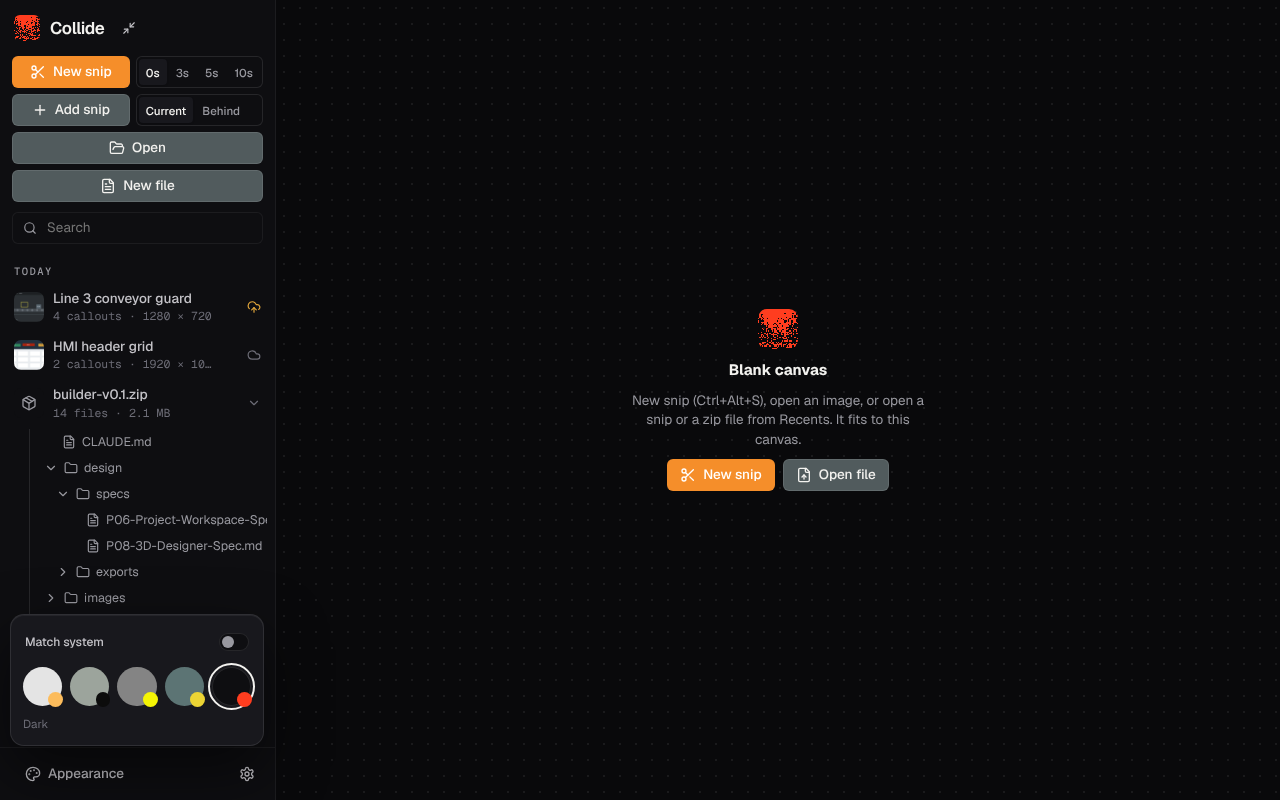 Collide
New snip
0s 3s 5s 10s
Add snip
Current Behind
Open
New file
Search
TODAY
Line 3 conveyor guard
4 callouts · 1280 × 720
HMI header grid
2 callouts · 1920 × 10…
builder-v0.1.zip
14 files · 2.1 MB
CLAUDE.md
design
specs
P06-Project-Workspace-Spe
P08-3D-Designer-Spec.md
exports
images
Match system
Dark
Appearance
Blank canvas
New snip (Ctrl+Alt+S), open an image, or open a
snip or a zip file from Recents. It fits to this
canvas.
New snip
Open file